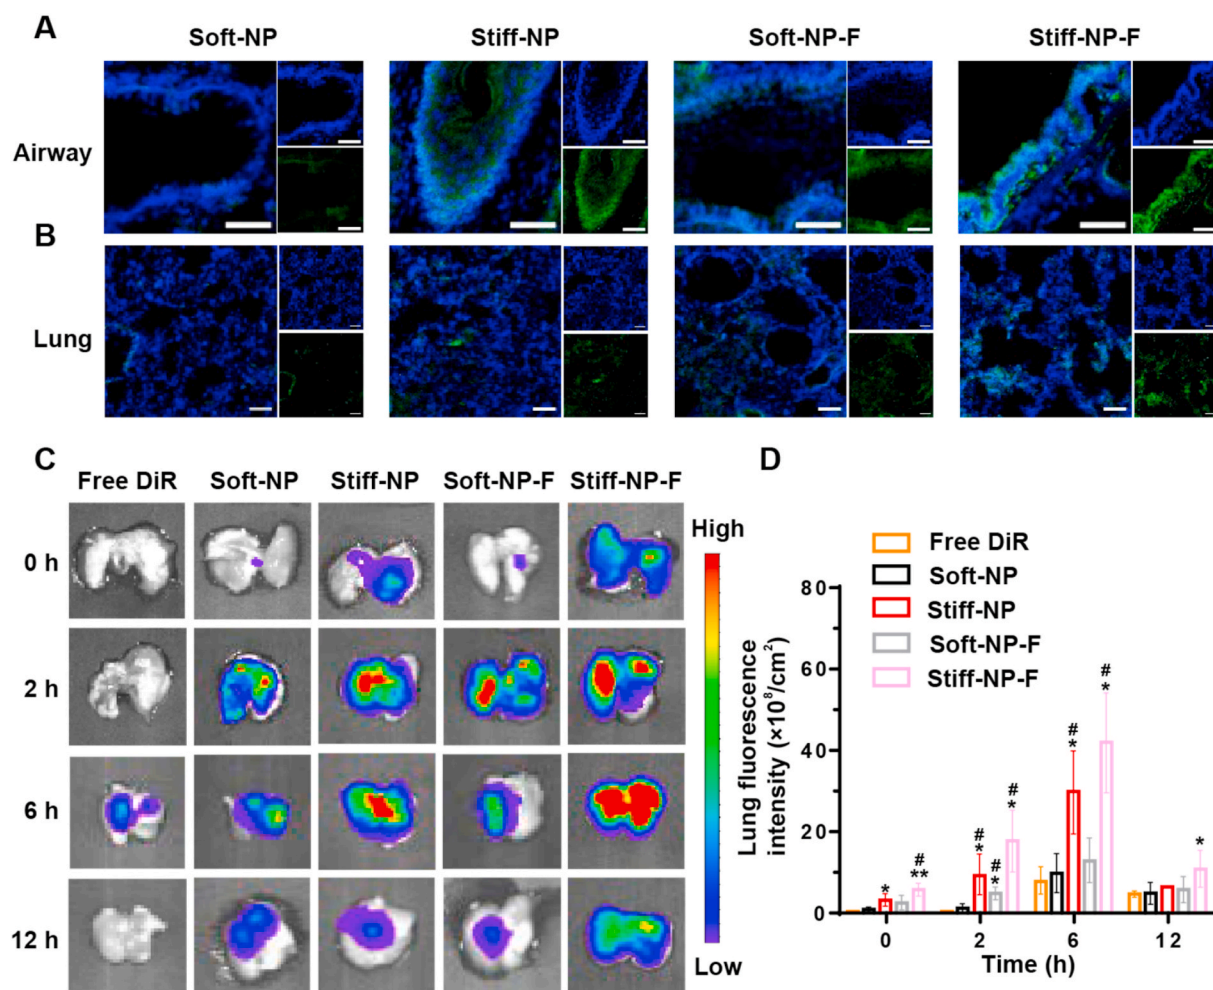 A
Soft-NP Stiff-NP Soft-NP-F Stiff-NP-F
Airway
B
Lung
C
Free DiR Soft-NP Stiff-NP Soft-NP-F Stiff-NP-F
0 h
2 h
6 h
12 h
High
Low
D
Free DiR
Soft-NP
Stiff-NP
Soft-NP-F
Stiff-NP-F
Lung fluorescence
intensity (×10⁸/cm²)
80
60
40
20
0
# ** * # * # * # * # * # * *
0 2 6 12
Time (h)